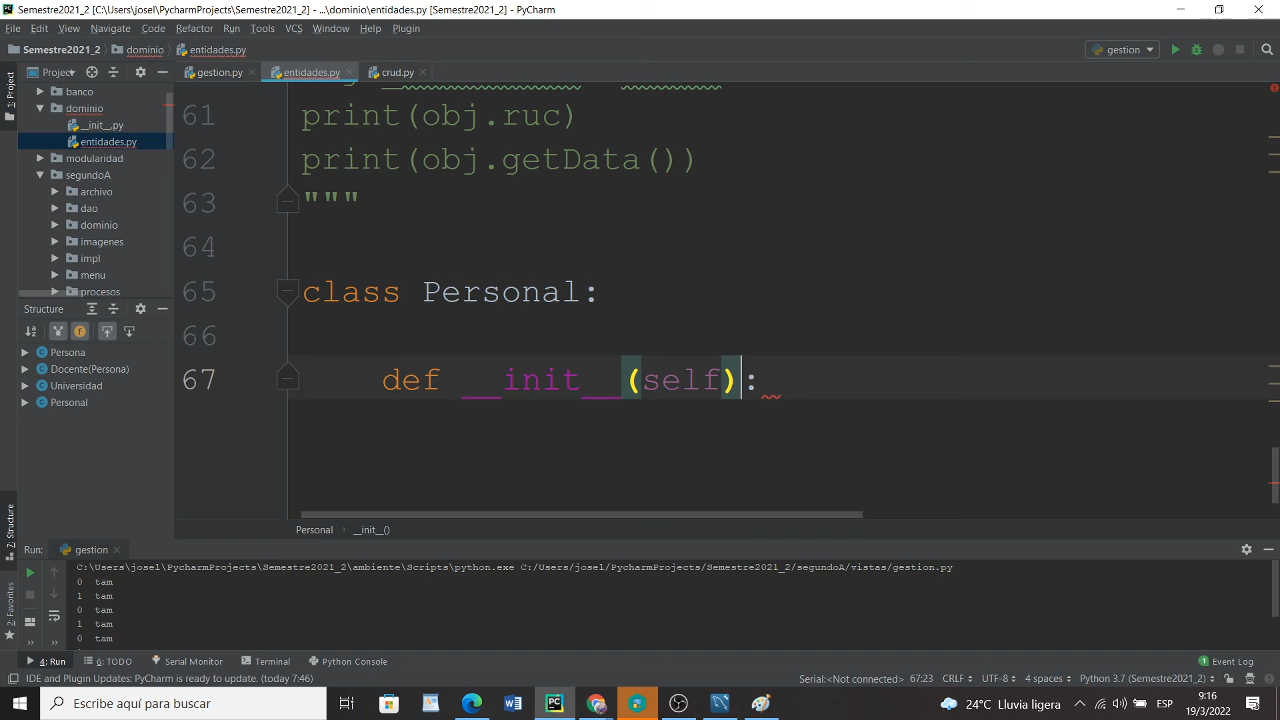 Semestre2021_2 [C:\Users\josel\PycharmProjects\Semestre2021_2] - ...\dominio\entidades.py [Semestre2021_2] - PyCharm
File Edit View Navigate Code Refactor Run Tools VCS Window Help Plugin
Semestre2021_2 dominio entidades.py gestion
Project gestion.py entidades.py crud.py
banco
dominio
__init__.py
entidades.py
modularidad
segundoA
archivo
dao
dominio
imagenes
impl
menu
procesos
1: Project
61 print(obj.ruc)
62 print(obj.getData())
63 """
64
65 class Personal:
66
67 def __init__(self):
Structure
Persona
Docente(Persona)
Universidad
Personal
Personal › __init__()
7: Structure
2: Favorites
Run: gestion
C:\Users\josel\PycharmProjects\Semestre2021_2\ambiente\Scripts\python.exe C:/Users/josel/PycharmProjects/Semestre2021_2/segundoA/vistas/gestion.py
0 tam
1 tam
0 tam
1 tam
0 tam
4: Run 6: TODO Serial Monitor Terminal Python Console 1 Event Log
IDE and Plugin Updates: PyCharm is ready to update. (today 7:46) Serial:<Not connected> 67:23 CRLF UTF-8 4 spaces Python 3.7 (Semestre2021_2)
Escribe aquí para buscar 24°C Lluvia ligera ESP 9:16
19/3/2022